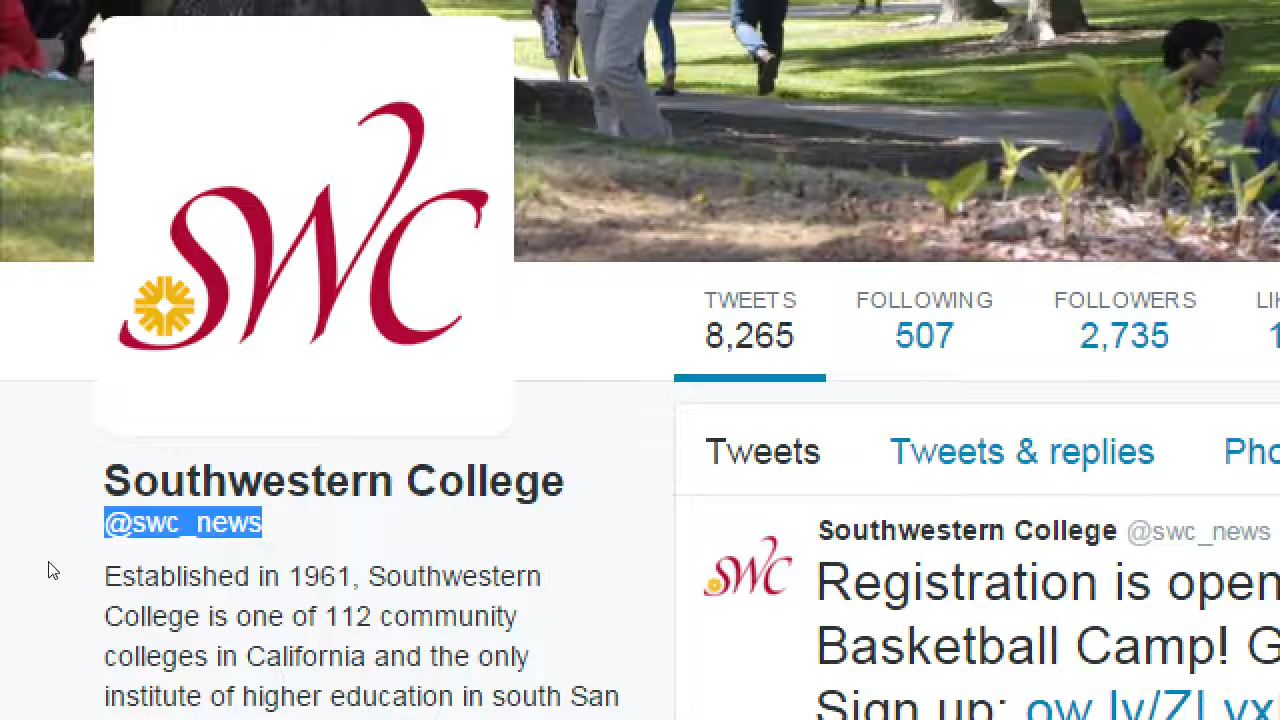 SWC
TWEETS FOLLOWING FOLLOWERS
8,265 507 2,735
Southwestern College
@swc_news
Established in 1961, Southwestern
College is one of 112 community
colleges in California and the only
institute of higher education in south San
Tweets Tweets & replies
SWC
Southwestern College @swc_news
Registration is open
Basketball Camp!
Sign up: